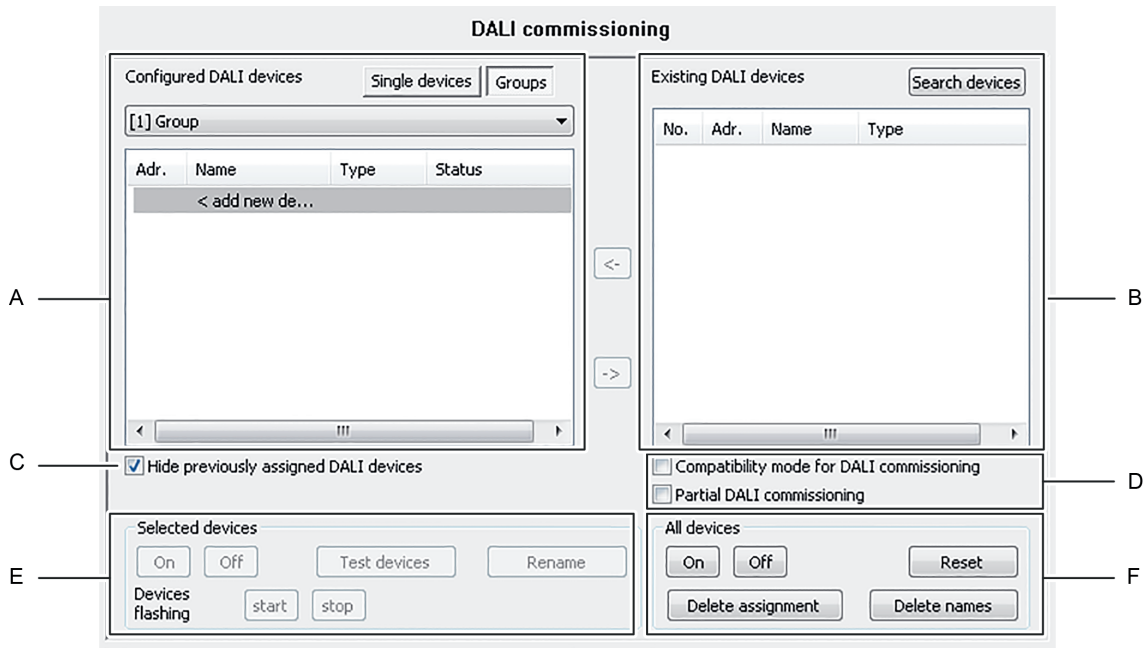 DALI commissioning
Configured DALI devices
Single devices
Groups
[1] Group
Adr. Name Type Status
< add new de...
<-
->
Existing DALI devices
Search devices
No. Adr. Name Type
A
B
C
Hide previously assigned DALI devices
Compatibility mode for DALI commissioning
Partial DALI commissioning
D
E
Selected devices
On Off Test devices Rename
Devices
flashing
start stop
All devices
On Off Reset
Delete assignment Delete names
F